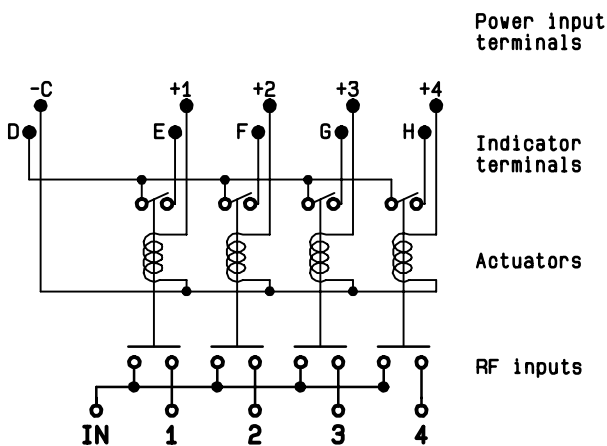 Power input
terminals
-C +1 +2 +3 +4
D E F G H
Indicator
terminals
Actuators
RF inputs
IN 1 2 3 4